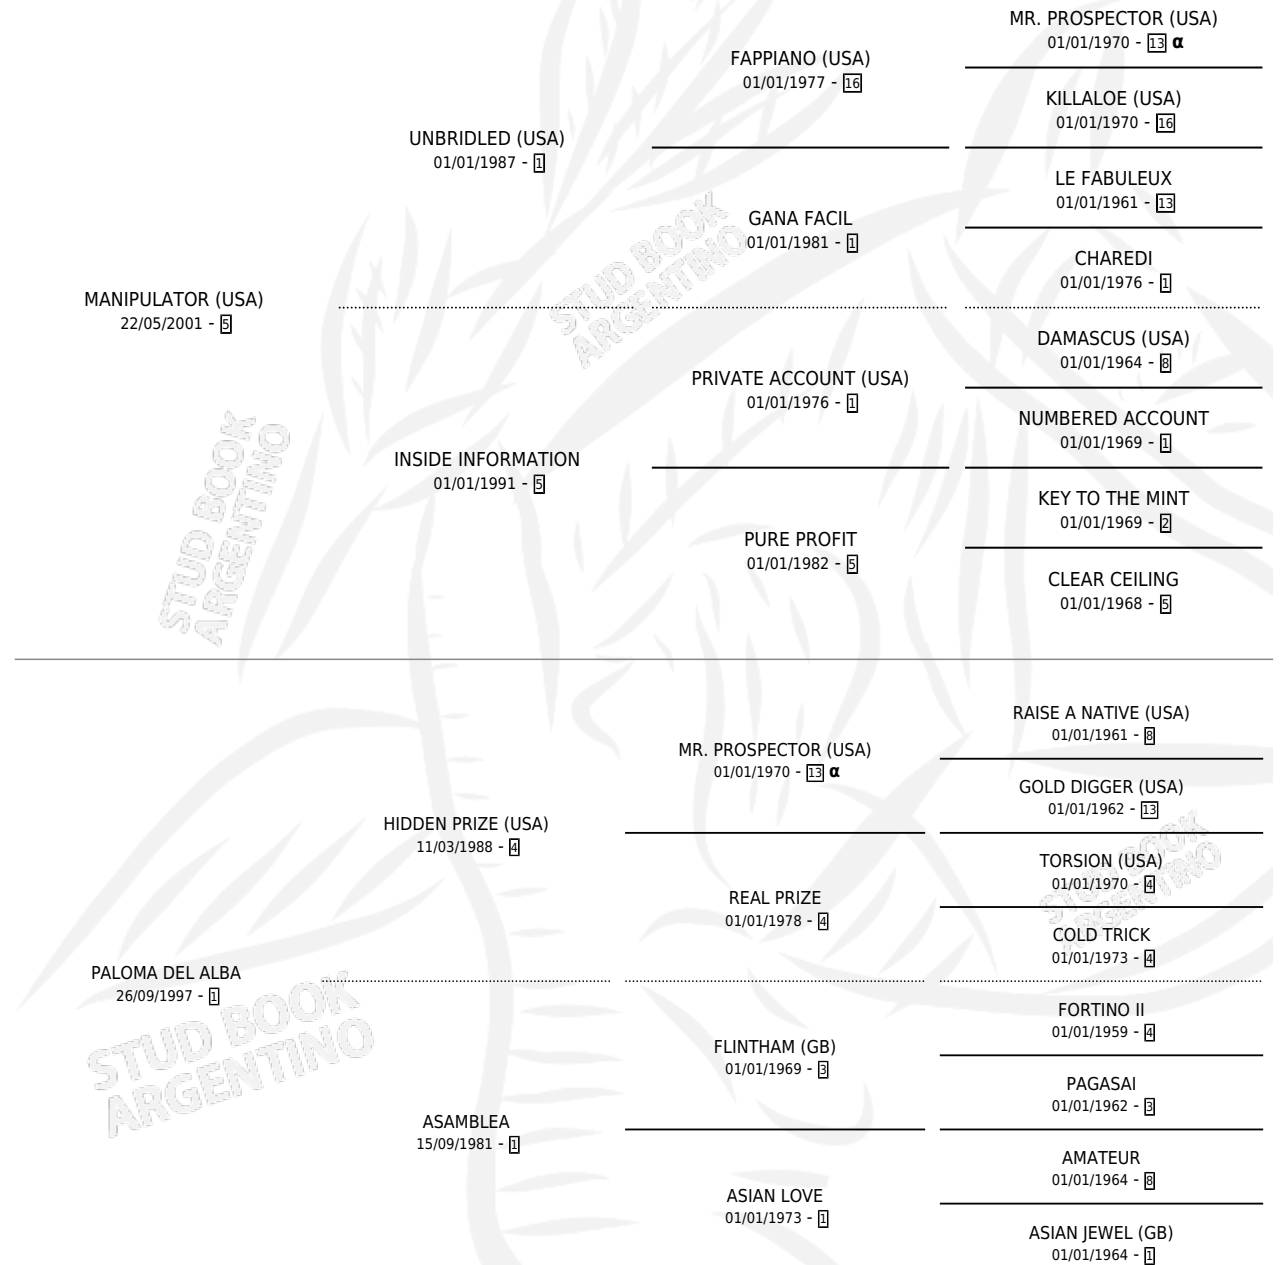 MR. PROSPECTOR (USA)
01/01/1970 - 13 α
FAPPIANO (USA)
01/01/1977 - 16
KILLALOE (USA)
01/01/1970 - 16
UNBRIDLED (USA)
01/01/1987 - 1
LE FABULEUX
01/01/1961 - 13
GANA FACIL
01/01/1981 - 1
CHAREDI
01/01/1976 - 1
MANIPULATOR (USA)
22/05/2001 - 5
DAMASCUS (USA)
01/01/1964 - 8
PRIVATE ACCOUNT (USA)
01/01/1976 - 1
NUMBERED ACCOUNT
01/01/1969 - 1
INSIDE INFORMATION
01/01/1991 - 5
KEY TO THE MINT
01/01/1969 - 2
PURE PROFIT
01/01/1982 - 5
CLEAR CEILING
01/01/1968 - 5
RAISE A NATIVE (USA)
01/01/1961 - 8
MR. PROSPECTOR (USA)
01/01/1970 - 13 α
GOLD DIGGER (USA)
01/01/1962 - 13
HIDDEN PRIZE (USA)
11/03/1988 - 4
TORSION (USA)
01/01/1970 - 4
REAL PRIZE
01/01/1978 - 4
COLD TRICK
01/01/1973 - 4
PALOMA DEL ALBA
26/09/1997 - 1
FORTINO II
01/01/1959 - 4
FLINTHAM (GB)
01/01/1969 - 3
PAGASAI
01/01/1962 - 3
ASAMBLEA
15/09/1981 - 1
AMATEUR
01/01/1964 - 8
ASIAN LOVE
01/01/1973 - 1
ASIAN JEWEL (GB)
01/01/1964 - 1
STUD BOOK
ARGENTINO
STUD BOOK
ARGENTINO
STUD BOOK
ARGENTINO
STUD BOOK
ARGENTINO